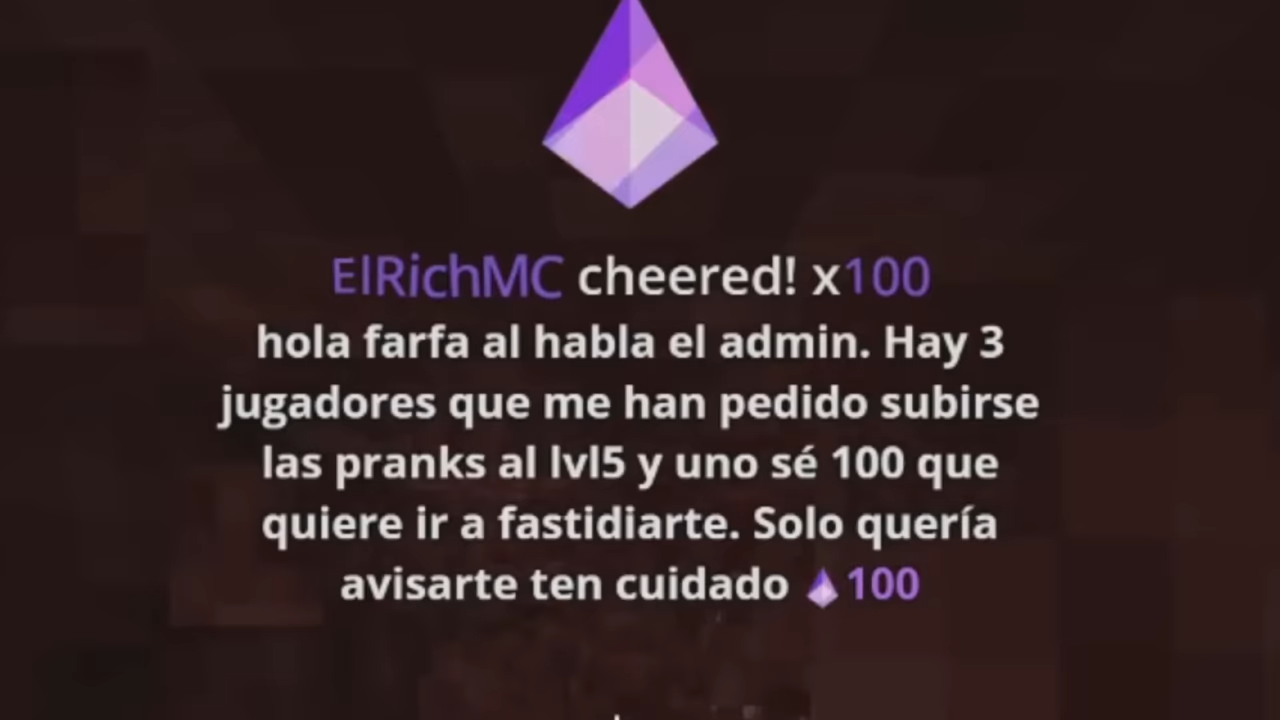 ElRichMC cheered! x100
hola farfa al habla el admin. Hay 3
jugadores que me han pedido subirse
las pranks al lvl5 y uno sé 100 que
quiere ir a fastidiarte. Solo quería
avisarte ten cuidado 100